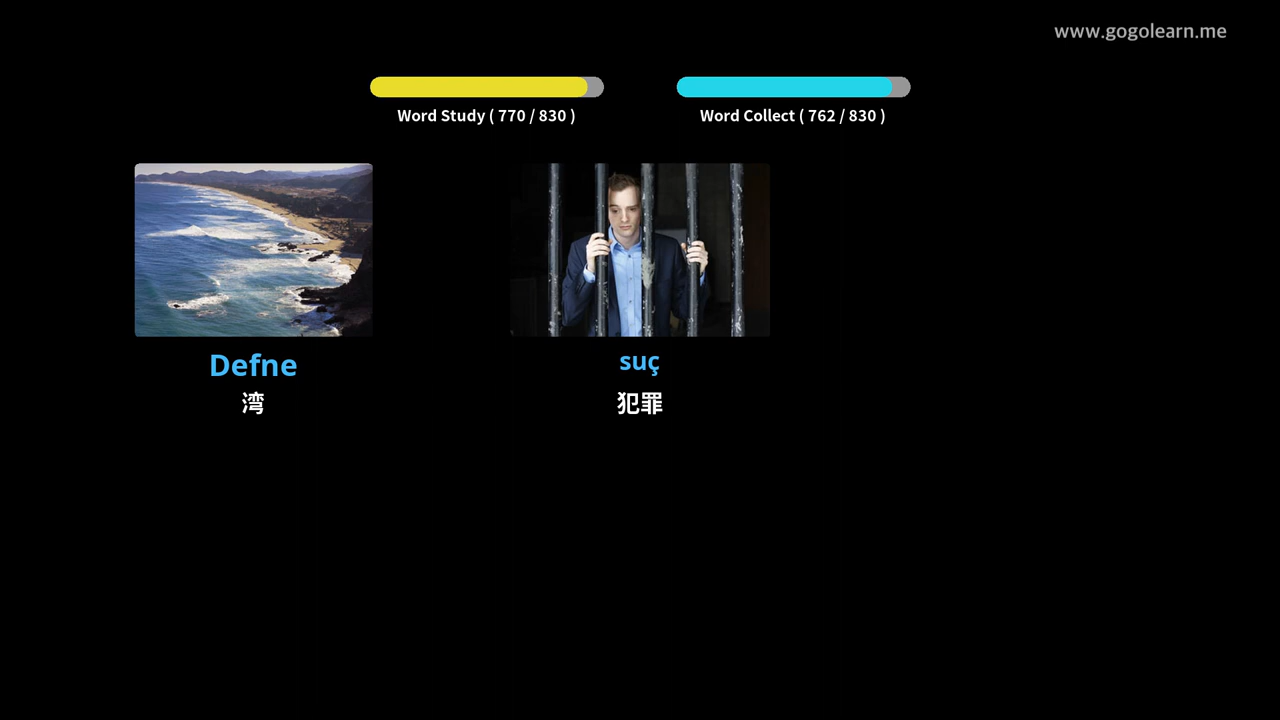 www.gogolearn.me
Word Study ( 770 / 830 )
Word Collect ( 762 / 830 )
Defne
湾
suç
犯罪